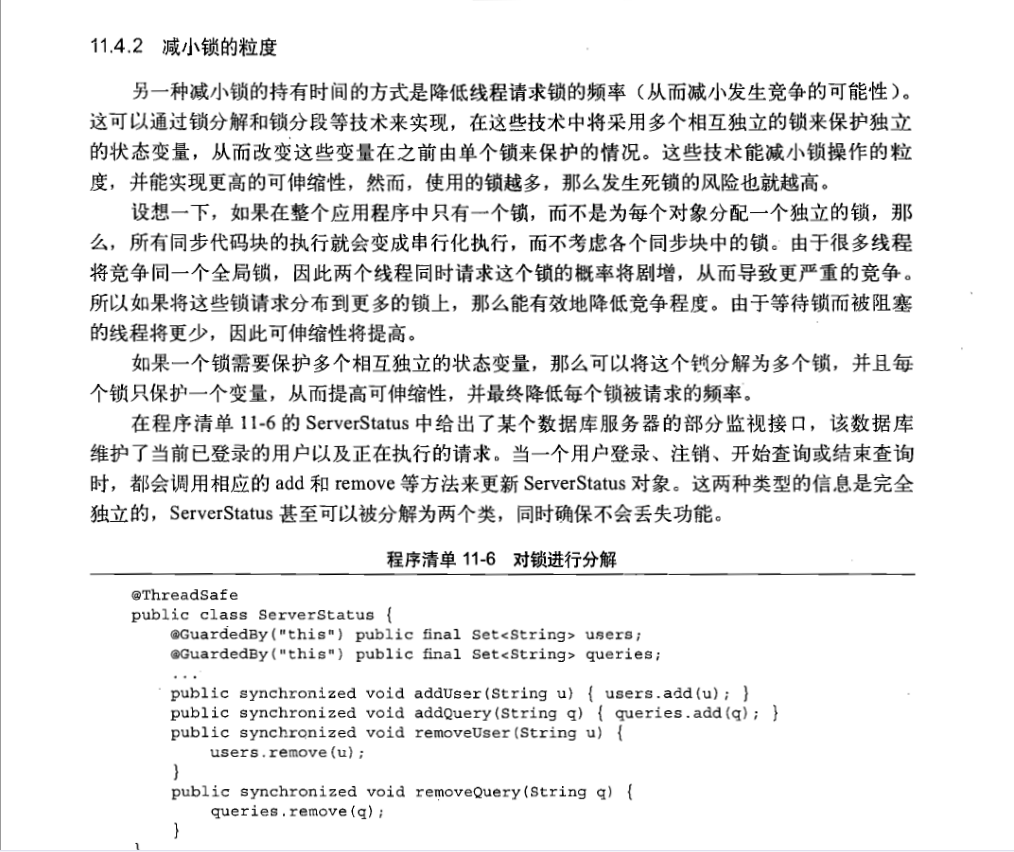 11.4.2 减小锁的粒度
另一种减小锁的持有时间的方式是降低线程请求锁的频率（从而减小发生竞争的可能性）。
这可以通过锁分解和锁分段等技术来实现，在这些技术中将采用多个相互独立的锁来保护独立
的状态变量，从而改变这些变量在之前由单个锁来保护的情况。这些技术能减小锁操作的粒
度，并能实现更高的可伸缩性，然而，使用的锁越多，那么发生死锁的风险也就越高。
设想一下，如果在整个应用程序中只有一个锁，而不是为每个对象分配一个独立的锁，那
么，所有同步代码块的执行就会变成串行化执行，而不考虑各个同步块中的锁。由于很多线程
将竞争同一个全局锁，因此两个线程同时请求这个锁的概率将剧增，从而导致更严重的竞争。
所以如果将这些锁请求分布到更多的锁上，那么能有效地降低竞争程度。由于等待锁而被阻塞
的线程将更少，因此可伸缩性将提高。
如果一个锁需要保护多个相互独立的状态变量，那么可以将这个锁分解为多个锁，并且每
个锁只保护一个变量，从而提高可伸缩性，并最终降低每个锁被请求的频率。
在程序清单 11-6 的 ServerStatus 中给出了某个数据库服务器的部分监视接口，该数据库
维护了当前已登录的用户以及正在执行的请求。当一个用户登录、注销、开始查询或结束查询
时，都会调用相应的 add 和 remove 等方法来更新 ServerStatus 对象。这两种类型的信息是完全
独立的，ServerStatus 甚至可以被分解为两个类，同时确保不会丢失功能。
程序清单 11-6 对锁进行分解
@ThreadSafe
public class ServerStatus {
@GuardedBy("this") public final Set<String> users;
@GuardedBy("this") public final Set<String> queries;
...
public synchronized void addUser(String u) { users.add(u); }
public synchronized void addQuery(String q) { queries.add(q); }
public synchronized void removeUser(String u) {
users.remove(u);
}
public synchronized void removeQuery(String q) {
queries.remove(q);
}
}